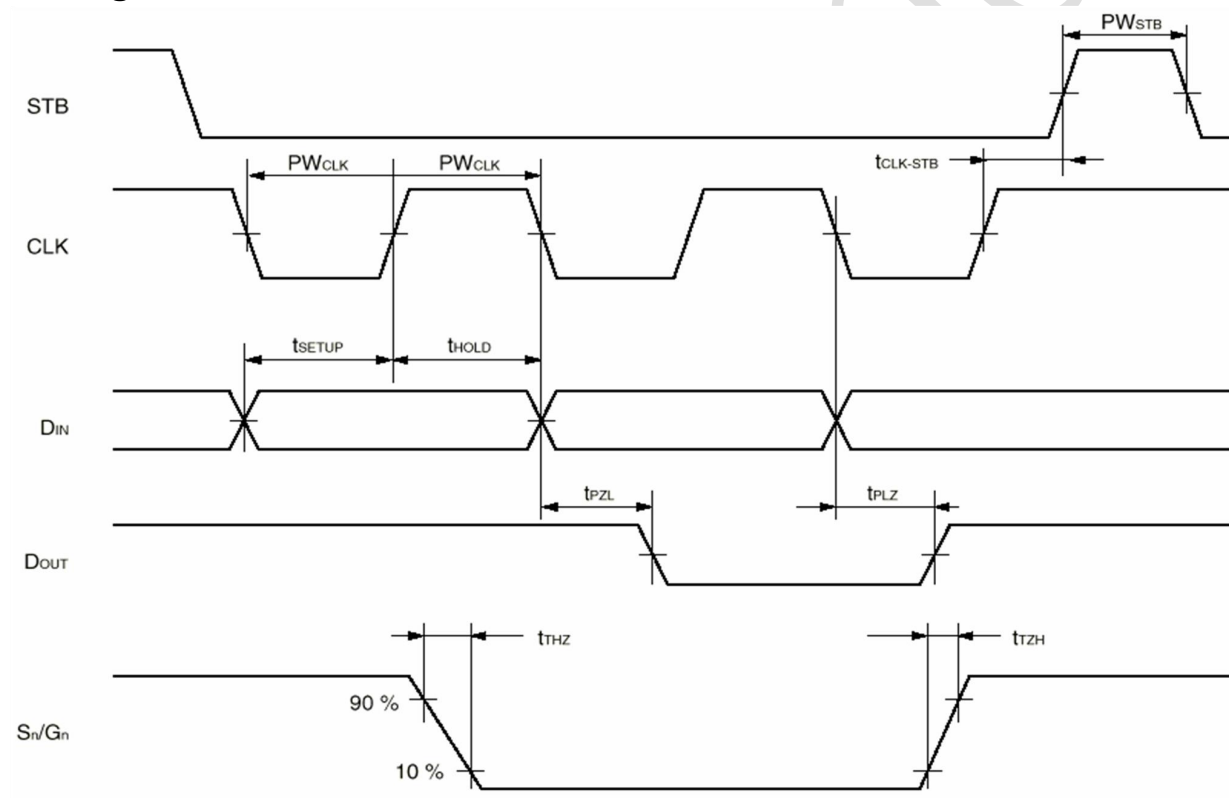 PWSTB
STB
tCLK-STB
PWCLK PWCLK
CLK
tSETUP tHOLD
DIN
tPZL tPLZ
DOUT
tTHZ tTZH
90 %
Sn/Gn
10 %